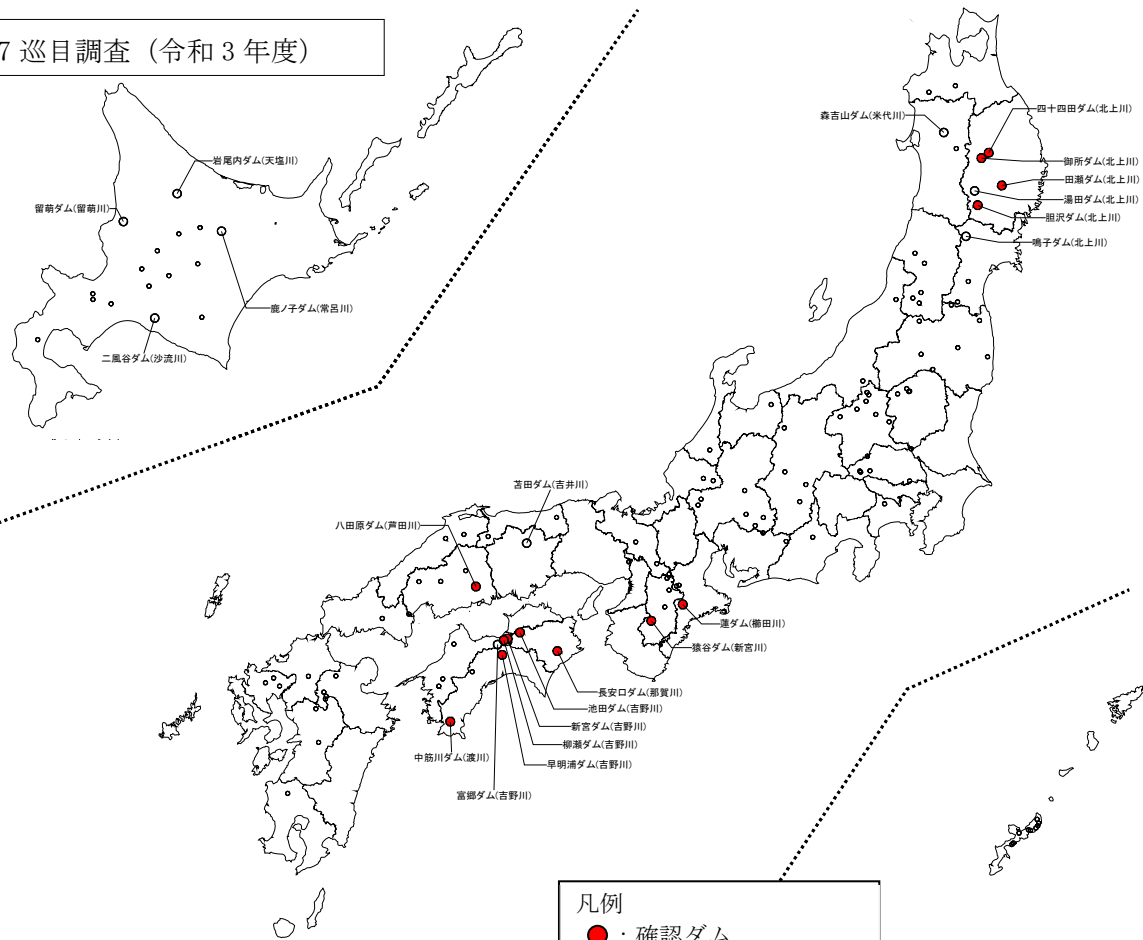 7 巡目調査（令和 3 年度）
岩尾内ダム(天塩川)
留萌ダム(留萌川)
鹿ノ子ダム(常呂川)
二風谷ダム(沙流川)
森吉山ダム(米代川)
四十四田ダム(北上川)
御所ダム(北上川)
田瀬ダム(北上川)
湯田ダム(北上川)
胆沢ダム(北上川)
鳴子ダム(北上川)
苫田ダム(吉井川)
八田原ダム(芦田川)
蓮ダム(櫛田川)
猿谷ダム(新宮川)
長安口ダム(那賀川)
池田ダム(吉野川)
新宮ダム(吉野川)
柳瀬ダム(吉野川)
早明浦ダム(吉野川)
中筋川ダム(渡川)
富郷ダム(吉野川)
凡例
：確認ダム